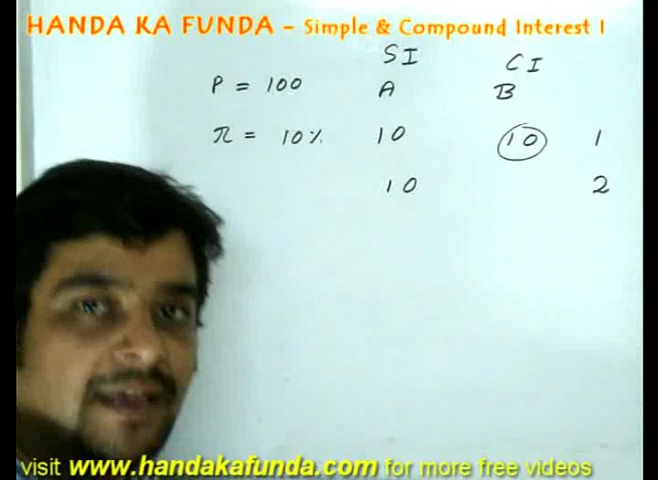 HANDA KA FUNDA - Simple & Compound Interest 1
SI CI
P = 100 A B
r = 10% 10 10 1
10 2
visit www.handakafunda.com for more free videos